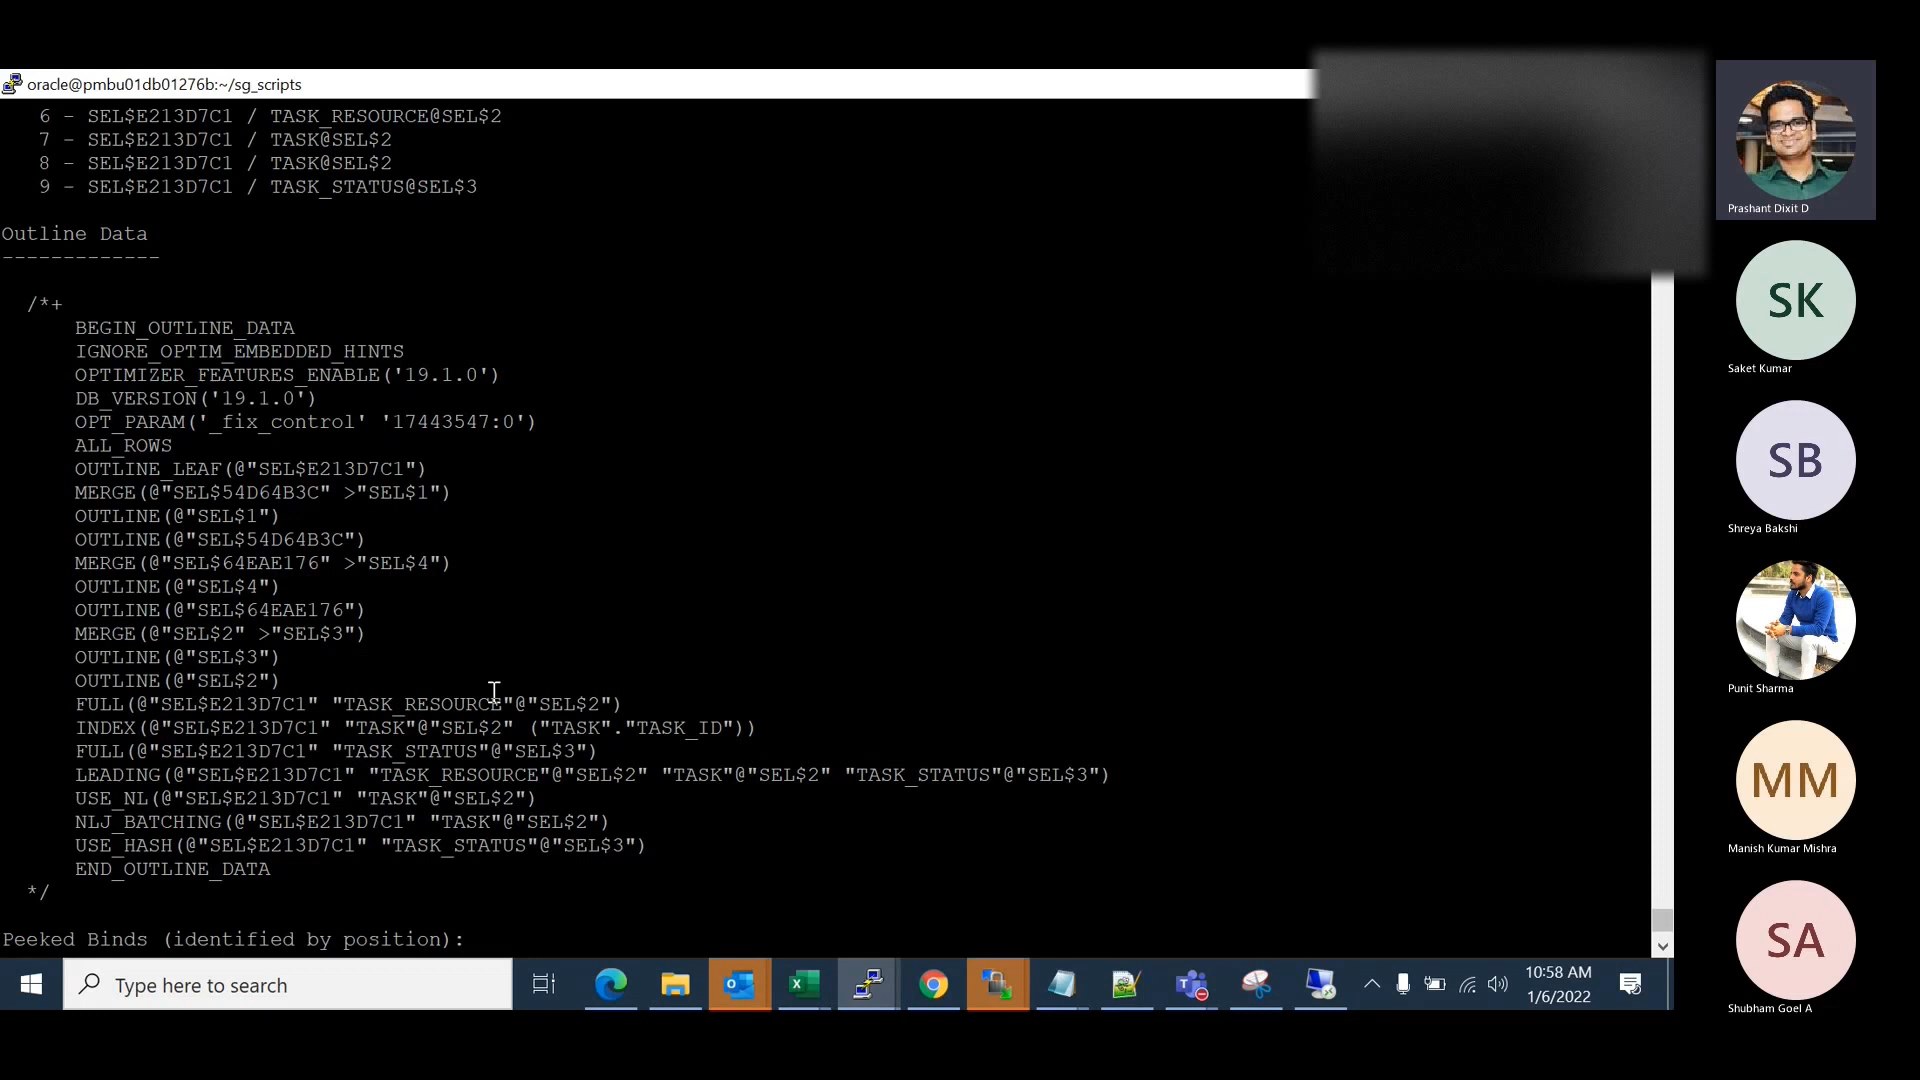 oracle@pmbu01db01276b:~/sg_scripts
6 - SEL$E213D7C1 / TASK_RESOURCE@SEL$2
7 - SEL$E213D7C1 / TASK@SEL$2
8 - SEL$E213D7C1 / TASK@SEL$2
9 - SEL$E213D7C1 / TASK_STATUS@SEL$3
Outline Data
-------------
/*+
BEGIN_OUTLINE_DATA
IGNORE_OPTIM_EMBEDDED_HINTS
OPTIMIZER_FEATURES_ENABLE('19.1.0')
DB_VERSION('19.1.0')
OPT_PARAM('_fix_control' '17443547:0')
ALL_ROWS
OUTLINE_LEAF(@"SEL$E213D7C1")
MERGE(@"SEL$54D64B3C" >"SEL$1")
OUTLINE(@"SEL$1")
OUTLINE(@"SEL$54D64B3C")
MERGE(@"SEL$64EAE176" >"SEL$4")
OUTLINE(@"SEL$4")
OUTLINE(@"SEL$64EAE176")
MERGE(@"SEL$2" >"SEL$3")
OUTLINE(@"SEL$3")
OUTLINE(@"SEL$2")
FULL(@"SEL$E213D7C1" "TASK_RESOURCE"@"SEL$2")
INDEX(@"SEL$E213D7C1" "TASK"@"SEL$2" ("TASK"."TASK_ID"))
FULL(@"SEL$E213D7C1" "TASK_STATUS"@"SEL$3")
LEADING(@"SEL$E213D7C1" "TASK_RESOURCE"@"SEL$2" "TASK"@"SEL$2" "TASK_STATUS"@"SEL$3")
USE_NL(@"SEL$E213D7C1" "TASK"@"SEL$2")
NLJ_BATCHING(@"SEL$E213D7C1" "TASK"@"SEL$2")
USE_HASH(@"SEL$E213D7C1" "TASK_STATUS"@"SEL$3")
END_OUTLINE_DATA
*/
Peeked Binds (identified by position):
Type here to search
10:58 AM
1/6/2022
Prashant Dixit D
SK
Saket Kumar
SB
Shreya Bakshi
Punit Sharma
MM
Manish Kumar Mishra
SA
Shubham Goel A